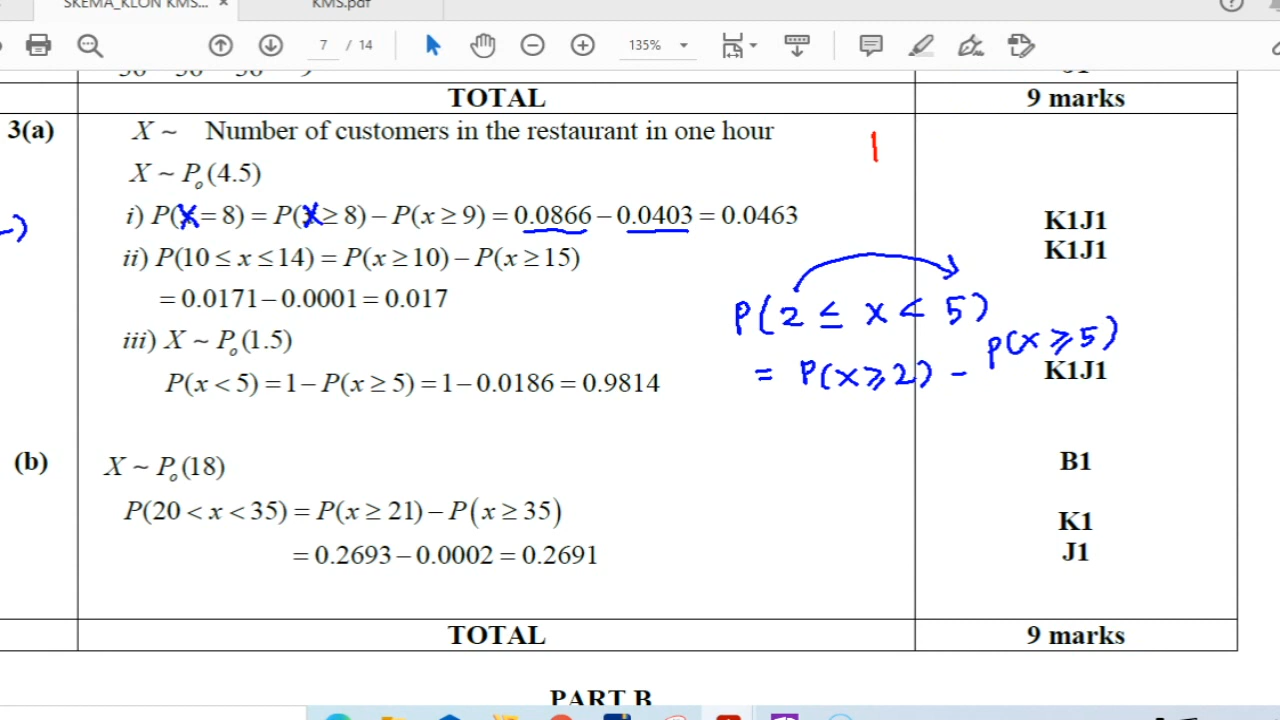 SKEMA_KLON KMS... ×
KMS.pdf
7 / 14
135%
TOTAL 9 marks
3(a) X ~ Number of customers in the restaurant in one hour
X ~ Pₒ(4.5)
i) P(X = 8) = P(X ≥ 8) − P(x ≥ 9) = 0.0866 − 0.0403 = 0.0463 K1J1
ii) P(10 ≤ x ≤ 14) = P(x ≥ 10) − P(x ≥ 15) K1J1
= 0.0171 − 0.0001 = 0.017
P(2 ≤ x < 5)
iii) X ~ Pₒ(1.5)
= P(x ≥ 2) − P(x ≥ 5)
P(x < 5) = 1 − P(x ≥ 5) = 1 − 0.0186 = 0.9814 K1J1
(b) X ~ Pₒ(18) B1
P(20 < x < 35) = P(x ≥ 21) − P(x ≥ 35) K1
= 0.2693 − 0.0002 = 0.2691 J1
TOTAL 9 marks
PART B